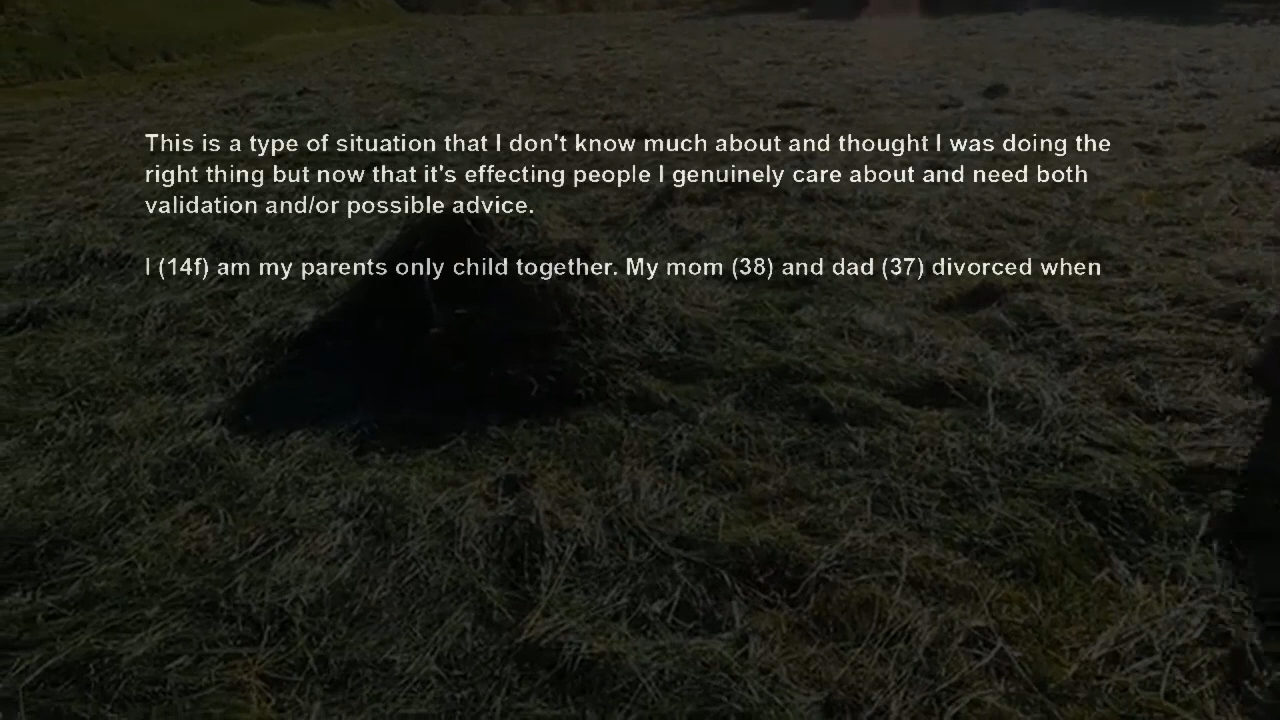 This is a type of situation that I don't know much about and thought I was doing the
right thing but now that it's effecting people I genuinely care about and need both
validation and/or possible advice.
I (14f) am my parents only child together. My mom (38) and dad (37) divorced when